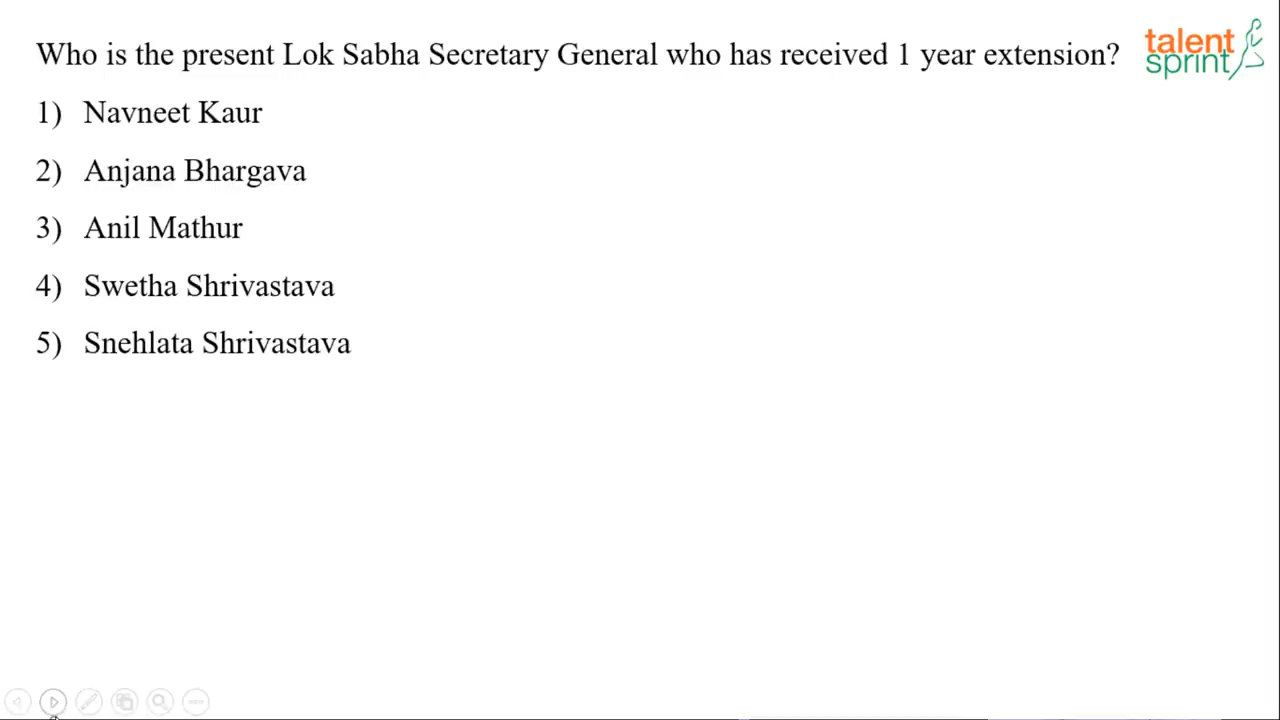 Who is the present Lok Sabha Secretary General who has received 1 year extension?
talent
sprint
1) Navneet Kaur
2) Anjana Bhargava
3) Anil Mathur
4) Swetha Shrivastava
5) Snehlata Shrivastava